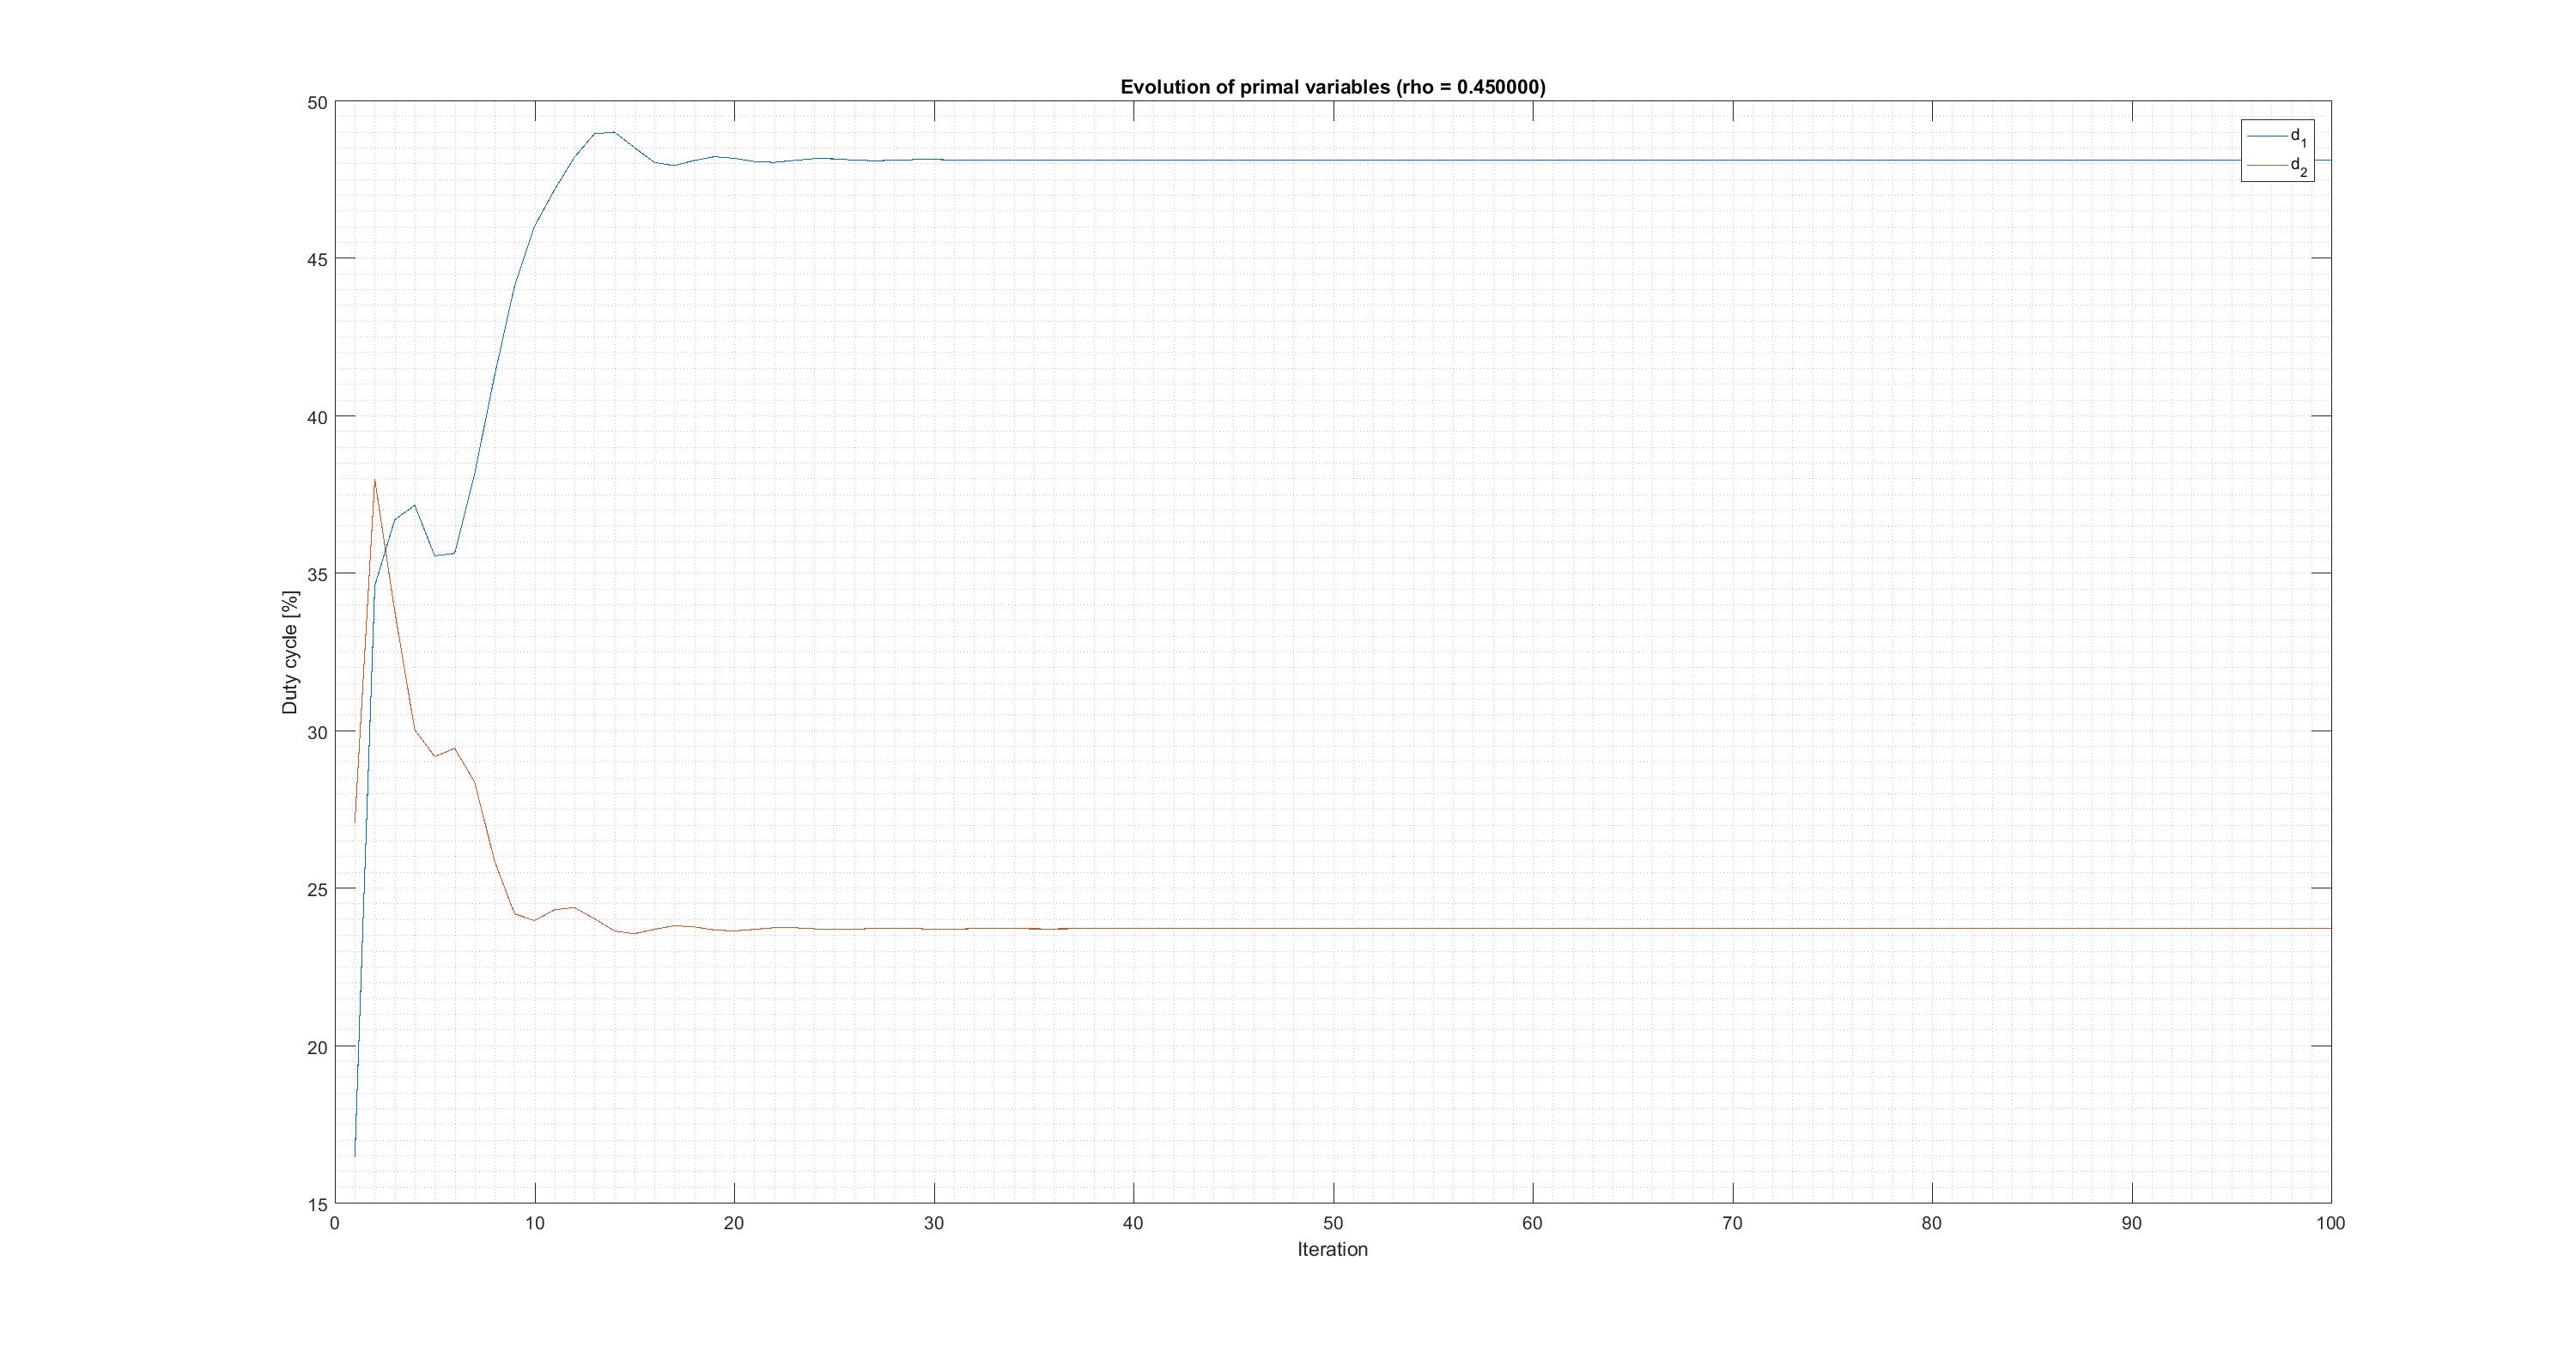 Evolution of primal variables (rho = 0.450000)
50
45
40
35
30
25
20
15
Duty cycle [%]
d1
d2
0 10 20 30 40 50 60 70 80 90 100
Iteration